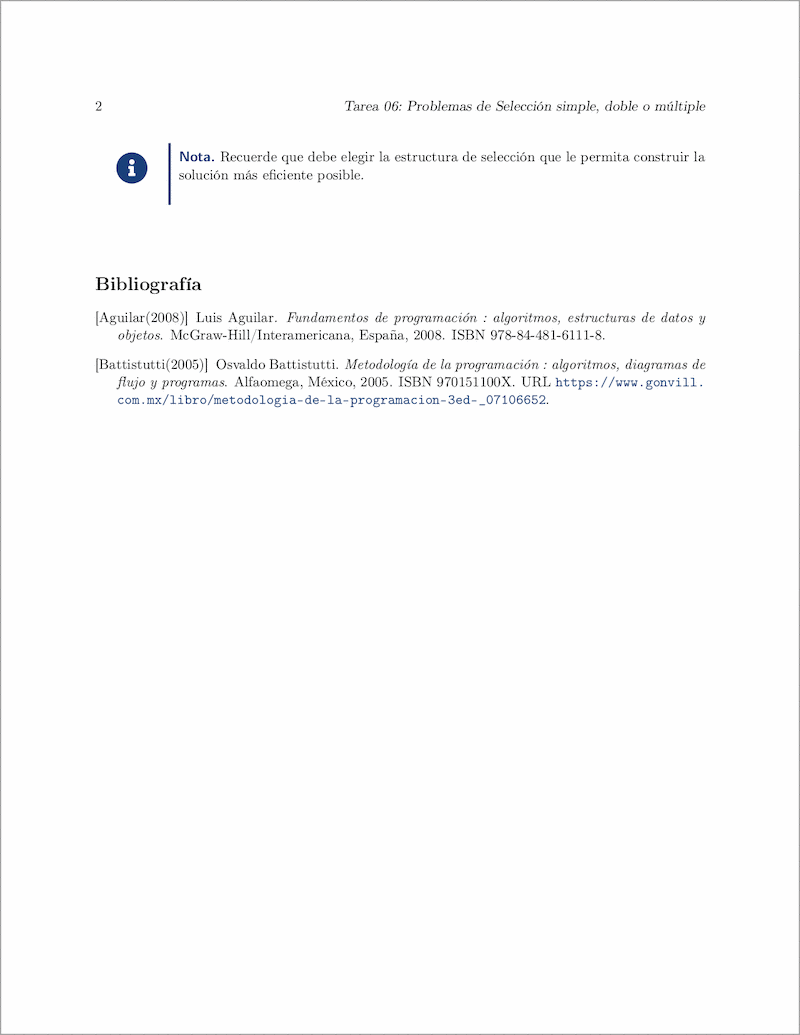 2 Tarea 06: Problemas de Selección simple, doble o múltiple
Nota. Recuerde que debe elegir la estructura de selección que le permita construir la
solución más eficiente posible.
Bibliografía
[Aguilar(2008)] Luis Aguilar. Fundamentos de programación : algoritmos, estructuras de datos y
objetos. McGraw-Hill/Interamericana, España, 2008. ISBN 978-84-481-6111-8.
[Battistutti(2005)] Osvaldo Battistutti. Metodología de la programación : algoritmos, diagramas de
flujo y programas. Alfaomega, México, 2005. ISBN 970151100X. URL https://www.gonvill.
com.mx/libro/metodologia-de-la-programacion-3ed-_07106652.